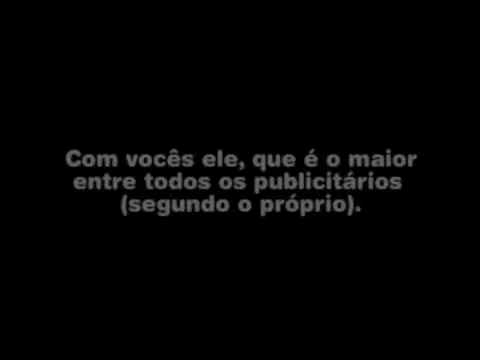 Com vocês ele, que é o maior
entre todos os publicitários
(segundo o próprio).